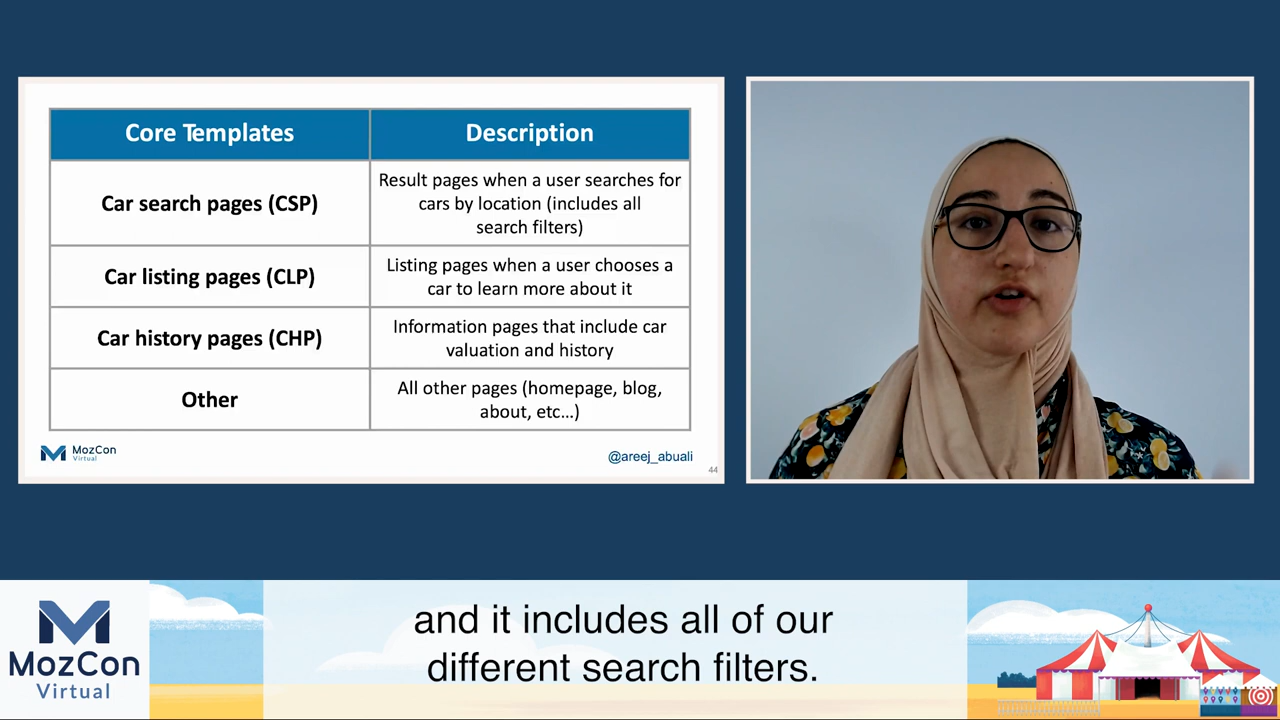 Core Templates
Description
Car search pages (CSP)
Result pages when a user searches for
cars by location (includes all
search filters)
Car listing pages (CLP)
Listing pages when a user chooses a
car to learn more about it
Car history pages (CHP)
Information pages that include car
valuation and history
Other
All other pages (homepage, blog,
about, etc...)
MozCon
Virtual
@areej_abuali
44
and it includes all of our
different search filters.
MozCon
Virtual